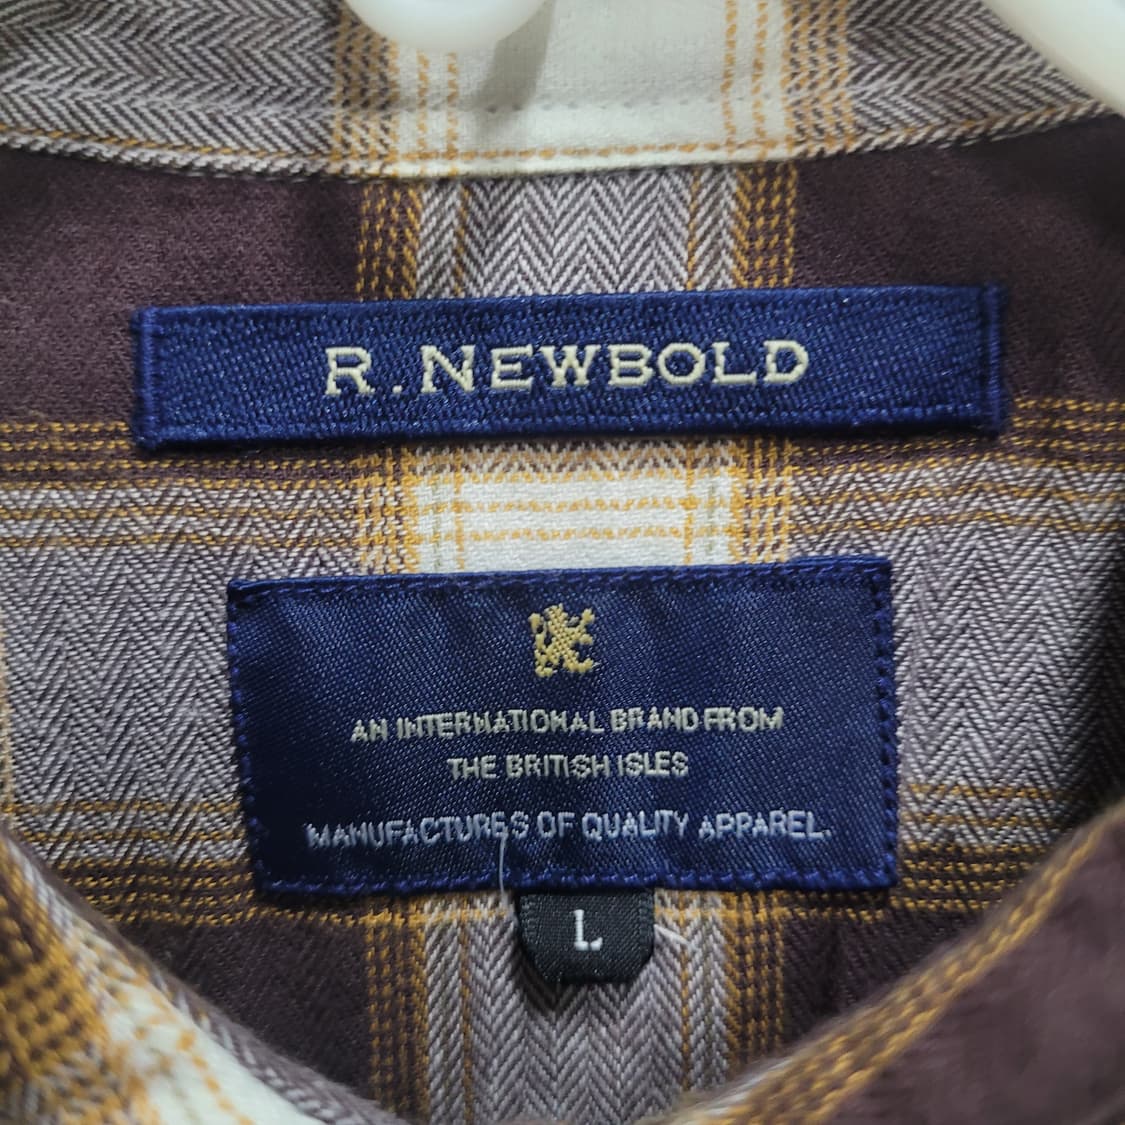 R. NEWBOLD
AN INTERNATIONAL BRAND FROM
THE BRITISH ISLES
MANUFACTURES OF QUALITY APPAREL.
L